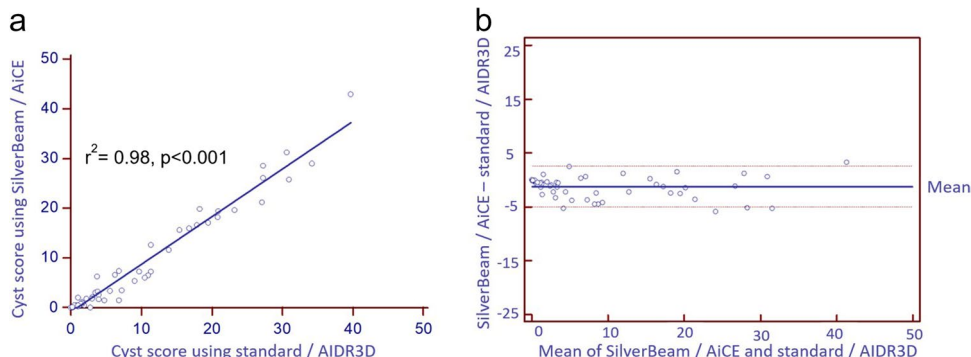 a
Cyst score using SilverBeam / AiCE
50
40
30
20
10
0
r2= 0.98, p<0.001
0 10 20 30 40 50
Cyst score using standard / AIDR3D
b
SilverBeam / AiCE – standard / AIDR3D
25
15
5
-5
-15
-25
Mean
0 10 20 30 40 50
Mean of SilverBeam / AiCE and standard / AIDR3D